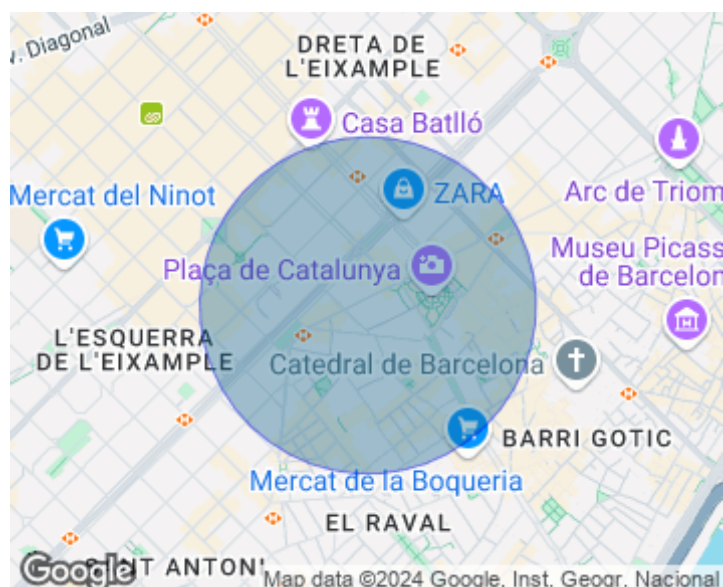 v. Diagonal
DRETA DE
L'EIXAMPLE
Casa Batlló
Mercat del Ninot
ZARA
Arc de Triom
Plaça de Catalunya
Museu Picass
de Barcelon
L'ESQUERRA
DE L'EIXAMPLE
Catedral de Barcelona
BARRI GOTIC
Mercat de la Boqueria
EL RAVAL
Google
NT ANTONI
Map data ©2024 Google, Inst. Geogr. Nacional